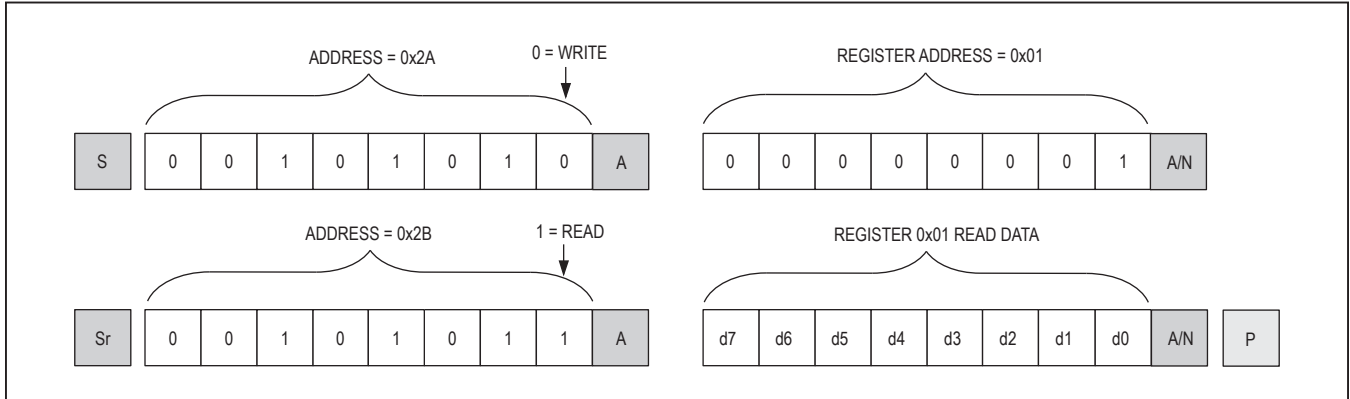 ADDRESS = 0x2A 0 = WRITE REGISTER ADDRESS = 0x01
S 0 0 1 0 1 0 1 0 A 0 0 0 0 0 0 0 1 A/N
ADDRESS = 0x2B 1 = READ REGISTER 0x01 READ DATA
Sr 0 0 1 0 1 0 1 1 A d7 d6 d5 d4 d3 d2 d1 d0 A/N P